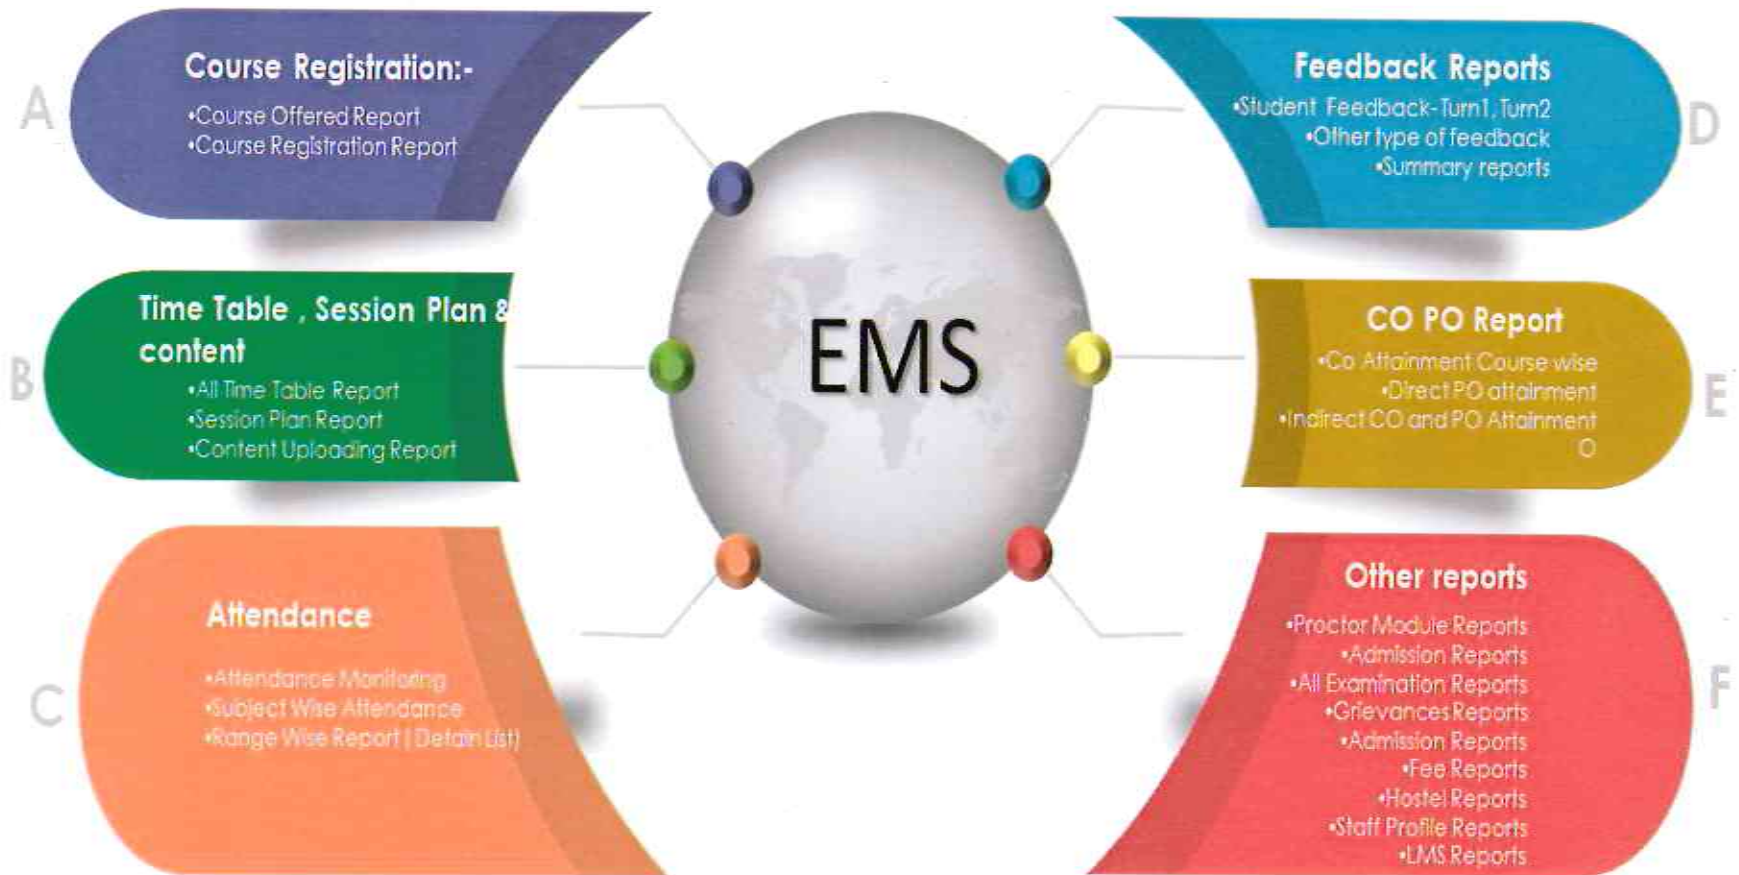 A
Course Registration:-
•Course Offered Report
•Course Registration Report
B
Time Table , Session Plan &
content
•All Time Table Report
•Session Plan Report
•Content Uploading Report
C
Attendance
•Attendance Monitoring
•Subject Wise Attendance
•Range Wise Report ( Detain List)
EMS
D
Feedback Reports
•Student Feedback-Turn1, Turn2
•Other type of feedback
•Summary reports
E
CO PO Report
•Co Attainment Course wise
•Direct PO attainment
•Indirect CO and PO Attainment
O
F
Other reports
•Proctor Module Reports
•Admission Reports
•All Examination Reports
•Grievances Reports
•Admission Reports
•Fee Reports
•Hostel Reports
•Staff Profile Reports
•LMS Reports